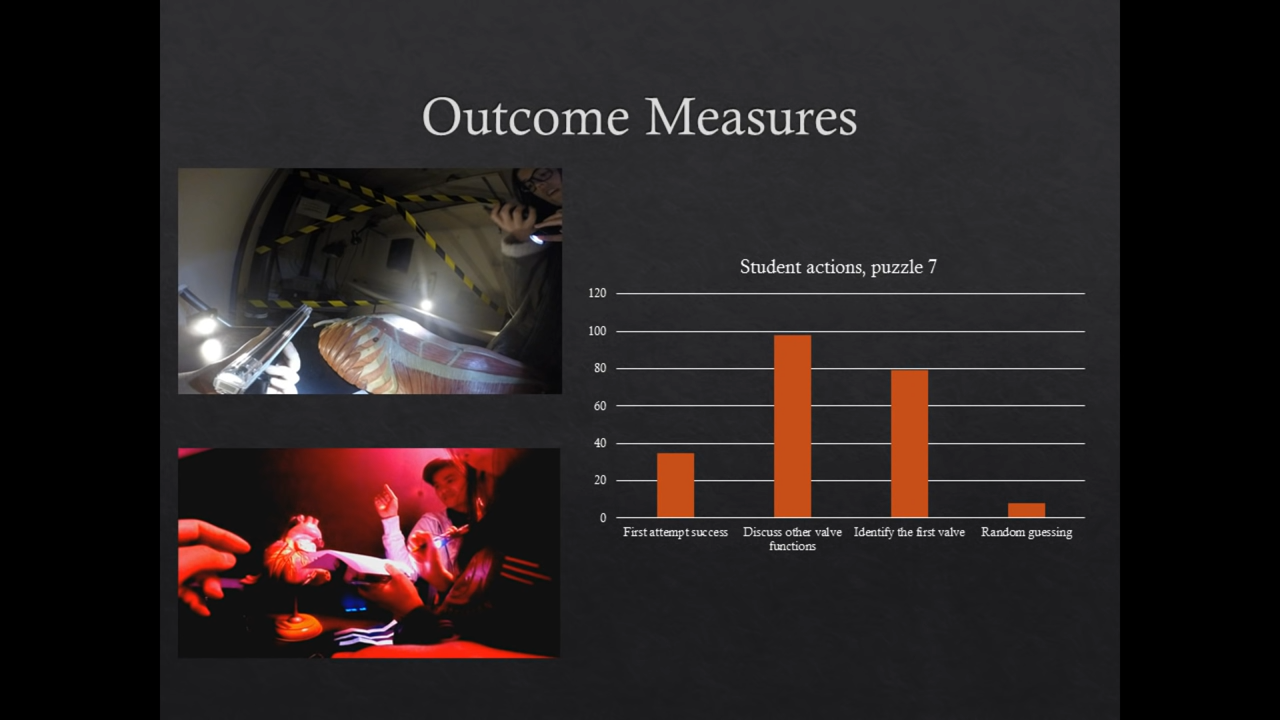 Outcome Measures
Student actions, puzzle 7
120
100
80
60
40
20
0
First attempt success
Discuss other valve
functions
Identify the first valve
Random guessing